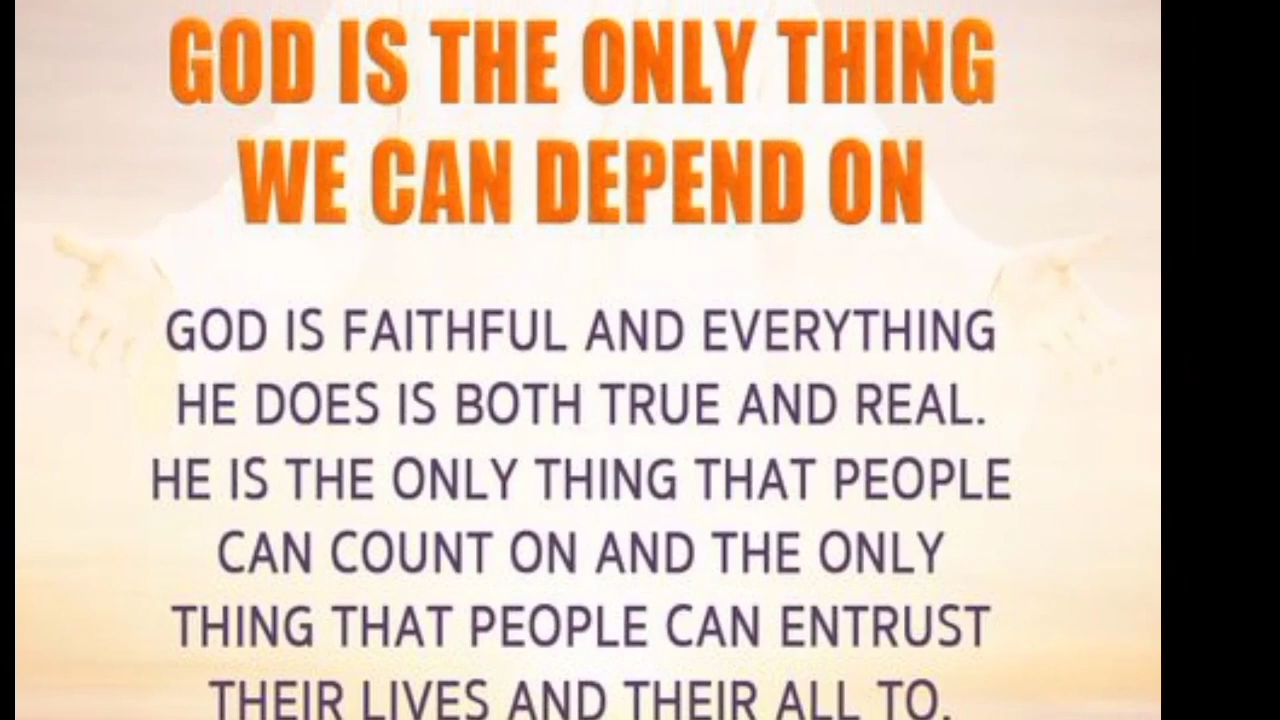 GOD IS THE ONLY THING
WE CAN DEPEND ON
GOD IS FAITHFUL AND EVERYTHING
HE DOES IS BOTH TRUE AND REAL.
HE IS THE ONLY THING THAT PEOPLE
CAN COUNT ON AND THE ONLY
THING THAT PEOPLE CAN ENTRUST
THEIR LIVES AND THEIR ALL TO.